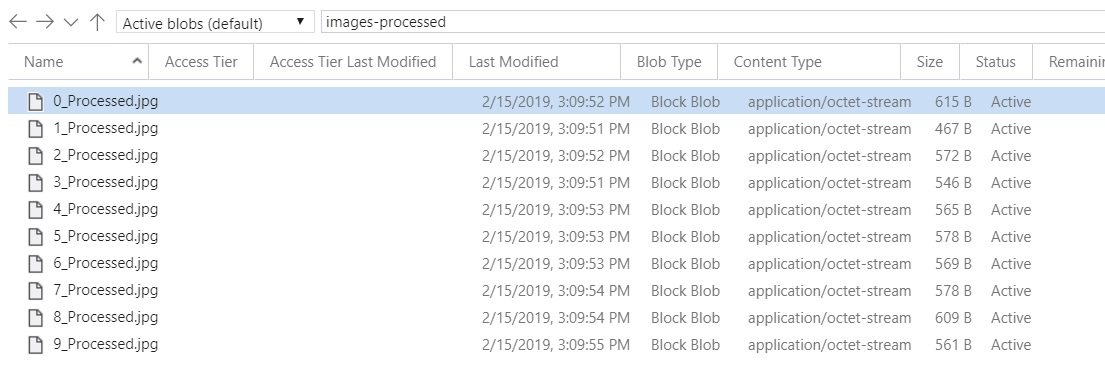 Active blobs (default) images-processed
Name Access Tier Access Tier Last Modified Last Modified Blob Type Content Type Size Status Remainin
0_Processed.jpg 2/15/2019, 3:09:52 PM Block Blob application/octet-stream 615 B Active
1_Processed.jpg 2/15/2019, 3:09:51 PM Block Blob application/octet-stream 467 B Active
2_Processed.jpg 2/15/2019, 3:09:52 PM Block Blob application/octet-stream 572 B Active
3_Processed.jpg 2/15/2019, 3:09:51 PM Block Blob application/octet-stream 546 B Active
4_Processed.jpg 2/15/2019, 3:09:53 PM Block Blob application/octet-stream 565 B Active
5_Processed.jpg 2/15/2019, 3:09:53 PM Block Blob application/octet-stream 578 B Active
6_Processed.jpg 2/15/2019, 3:09:53 PM Block Blob application/octet-stream 569 B Active
7_Processed.jpg 2/15/2019, 3:09:54 PM Block Blob application/octet-stream 578 B Active
8_Processed.jpg 2/15/2019, 3:09:54 PM Block Blob application/octet-stream 609 B Active
9_Processed.jpg 2/15/2019, 3:09:55 PM Block Blob application/octet-stream 561 B Active